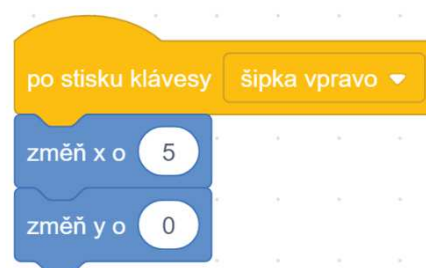 po stisku klávesy šipka vpravo
změň x o 5
změň y o 0